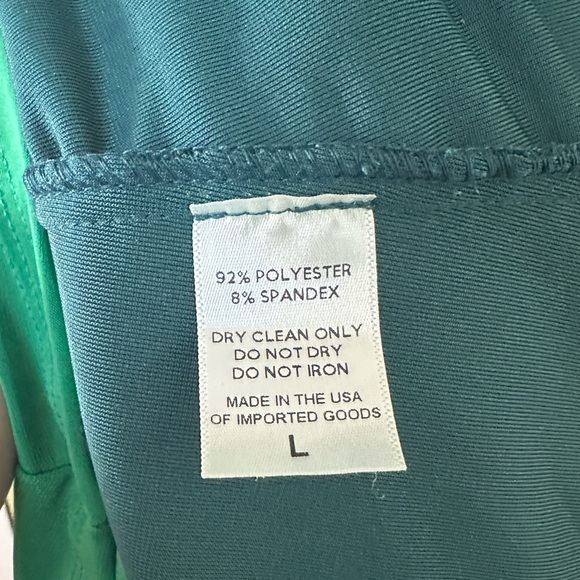 92% POLYESTER
8% SPANDEX
DRY CLEAN ONLY
DO NOT DRY
DO NOT IRON
MADE IN THE USA
OF IMPORTED GOODS
L